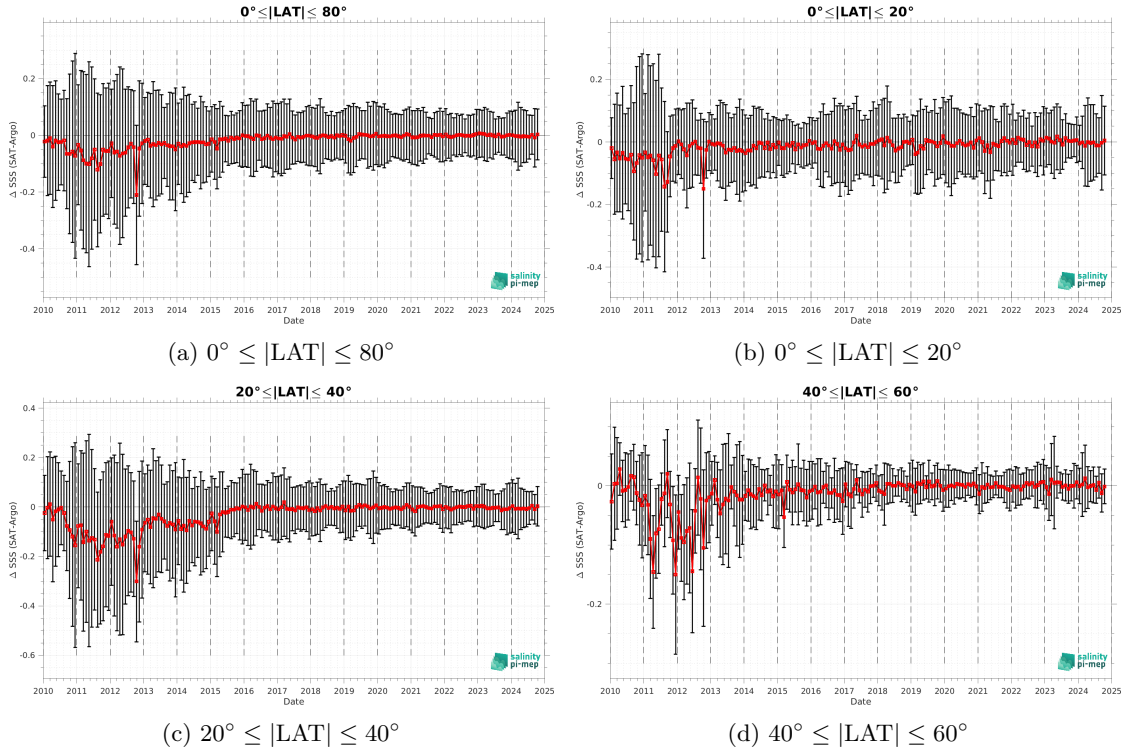 0°≤|LAT|≤ 80°
Δ SSS (SAT-Argo)
0.2
0
-0.2
-0.4
2010 2011 2012 2013 2014 2015 2016 2017 2018 2019 2020 2021 2022 2023 2024 2025
Date
salinity
pi-mep
(a) 0° ≤ |LAT| ≤ 80°
0°≤|LAT|≤ 20°
Δ SSS (SAT-Argo)
0.2
0
-0.2
-0.4
2010 2011 2012 2013 2014 2015 2016 2017 2018 2019 2020 2021 2022 2023 2024 2025
Date
salinity
pi-mep
(b) 0° ≤ |LAT| ≤ 20°
20°≤|LAT|≤ 40°
Δ SSS (SAT-Argo)
0.4
0.2
0
-0.2
-0.4
-0.6
2010 2011 2012 2013 2014 2015 2016 2017 2018 2019 2020 2021 2022 2023 2024 2025
Date
salinity
pi-mep
(c) 20° ≤ |LAT| ≤ 40°
40°≤|LAT|≤ 60°
Δ SSS (SAT-Argo)
0
-0.2
2010 2011 2012 2013 2014 2015 2016 2017 2018 2019 2020 2021 2022 2023 2024 2025
Date
salinity
pi-mep
(d) 40° ≤ |LAT| ≤ 60°